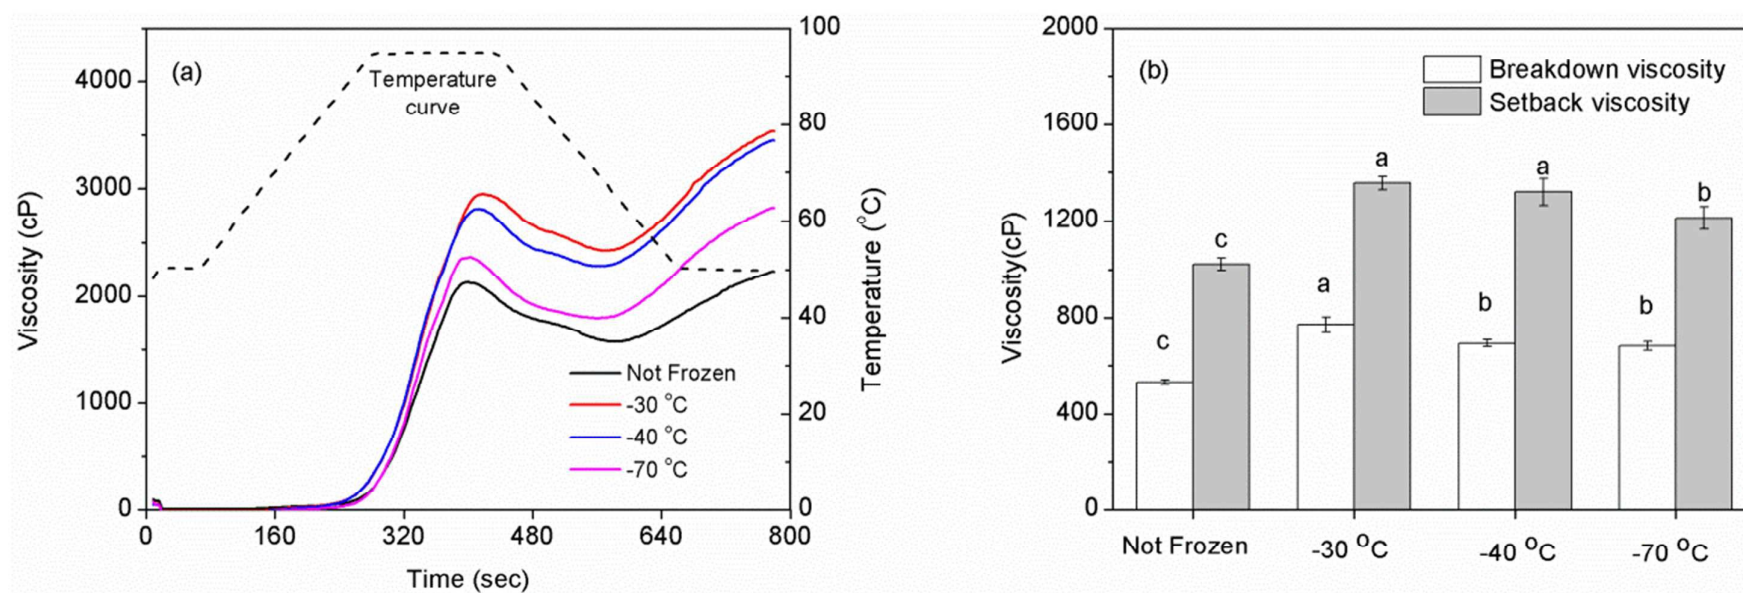 (a)
Temperature
curve
Viscosity (cP)
4000
3000
2000
1000
0
100
80
60
40
20
0
Temperature (°C)
Not Frozen
-30 °C
-40 °C
-70 °C
0 160 320 480 640 800
Time (sec)
(b)
Breakdown viscosity
Setback viscosity
Viscosity(cP)
2000
1600
1200
800
400
0
c
c
a
a
b
a
b
b
Not Frozen -30 °C -40 °C -70 °C